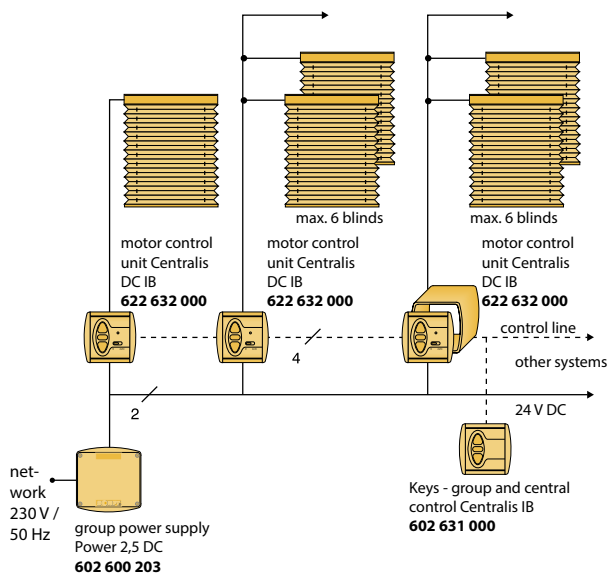 max. 6 blinds
max. 6 blinds
motor control
unit Centralis
DC IB
622 632 000
motor control
unit Centralis
DC IB
622 632 000
motor control
unit Centralis
DC IB
622 632 000
control line
4
other systems
2
24 V DC
net-
work
230 V /
50 Hz
group power supply
Power 2,5 DC
602 600 203
Keys - group and central
control Centralis IB
602 631 000